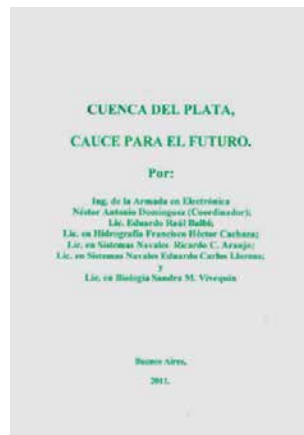 CUENCA DEL PLATA,
CAUCE PARA EL FUTURO.
Por:
Ing. de la Armada en Electrónica
Néstor Antonio Domínguez (Coordinador);
Lic. Eduardo Raúl Balbi;
Lic. en Hidrografía Francisco Héctor Cachaza;
Lic. en Sistemas Navales Ricardo C. Araujo;
Lic. en Sistemas Navales Eduardo Carlos Llorens;
y
Lic. en Biología Sandra M. Vivequin
Buenos Aires,
2011.